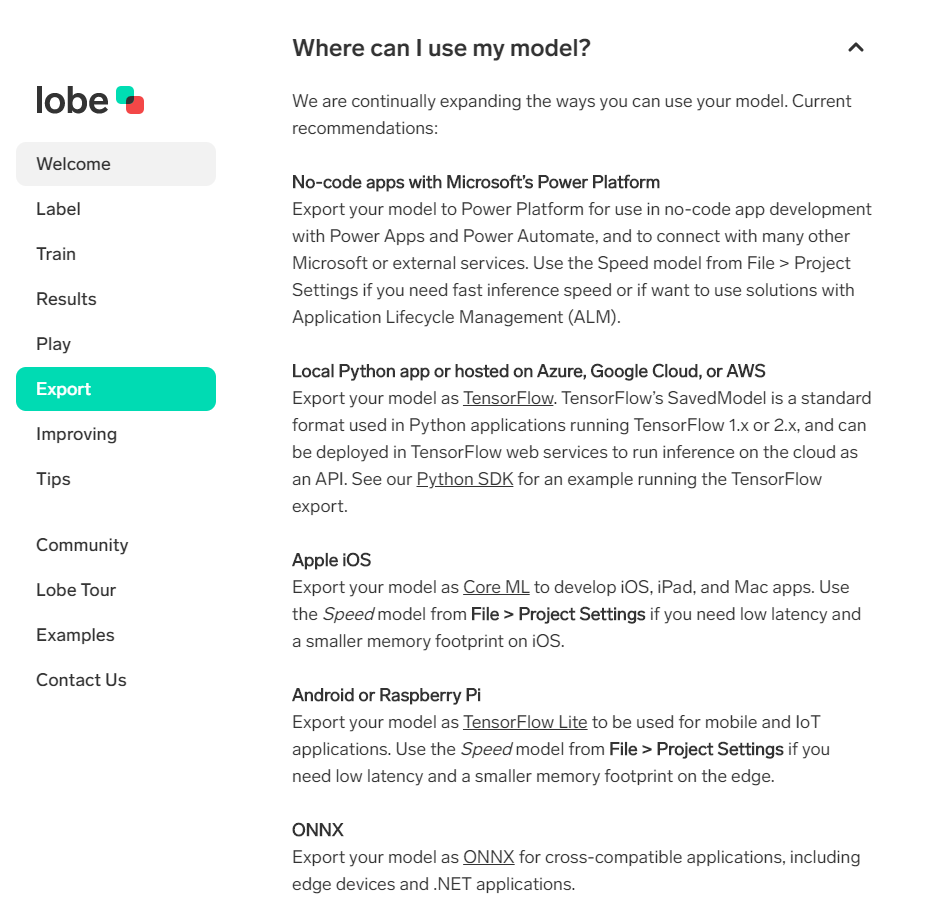 lobe
Welcome
Label
Train
Results
Play
Export
Improving
Tips
Community
Lobe Tour
Examples
Contact Us
Where can I use my model?
We are continually expanding the ways you can use your model. Current
recommendations:
No-code apps with Microsoft's Power Platform
Export your model to Power Platform for use in no-code app development
with Power Apps and Power Automate, and to connect with many other
Microsoft or external services. Use the Speed model from File > Project
Settings if you need fast inference speed or if want to use solutions with
Application Lifecycle Management (ALM).
Local Python app or hosted on Azure, Google Cloud, or AWS
Export your model as TensorFlow. TensorFlow's SavedModel is a standard
format used in Python applications running TensorFlow 1.x or 2.x, and can
be deployed in TensorFlow web services to run inference on the cloud as
an API. See our Python SDK for an example running the TensorFlow
export.
Apple iOS
Export your model as Core ML to develop iOS, iPad, and Mac apps. Use
the Speed model from File > Project Settings if you need low latency and
a smaller memory footprint on iOS.
Android or Raspberry Pi
Export your model as TensorFlow Lite to be used for mobile and IoT
applications. Use the Speed model from File > Project Settings if you
need low latency and a smaller memory footprint on the edge.
ONNX
Export your model as ONNX for cross-compatible applications, including
edge devices and .NET applications.